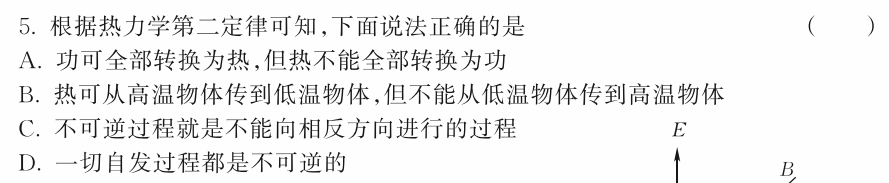 5. 根据热力学第二定律可知,下面说法正确的是 (  )
A. 功可全部转换为热,但热不能全部转换为功
B. 热可从高温物体传到低温物体,但不能从低温物体传到高温物体
C. 不可逆过程就是不能向相反方向进行的过程
E
D. 一切自发过程都是不可逆的
B